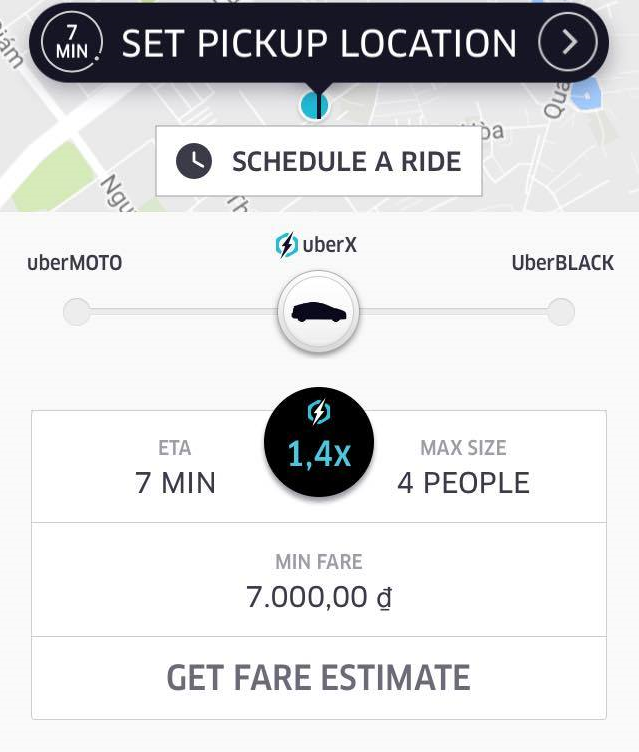 7
MIN
SET PICKUP LOCATION
SCHEDULE A RIDE
uberMOTO
uberX
UberBLACK
1,4x
ETA
7 MIN
MAX SIZE
4 PEOPLE
MIN FARE
7.000,00 ₫
GET FARE ESTIMATE